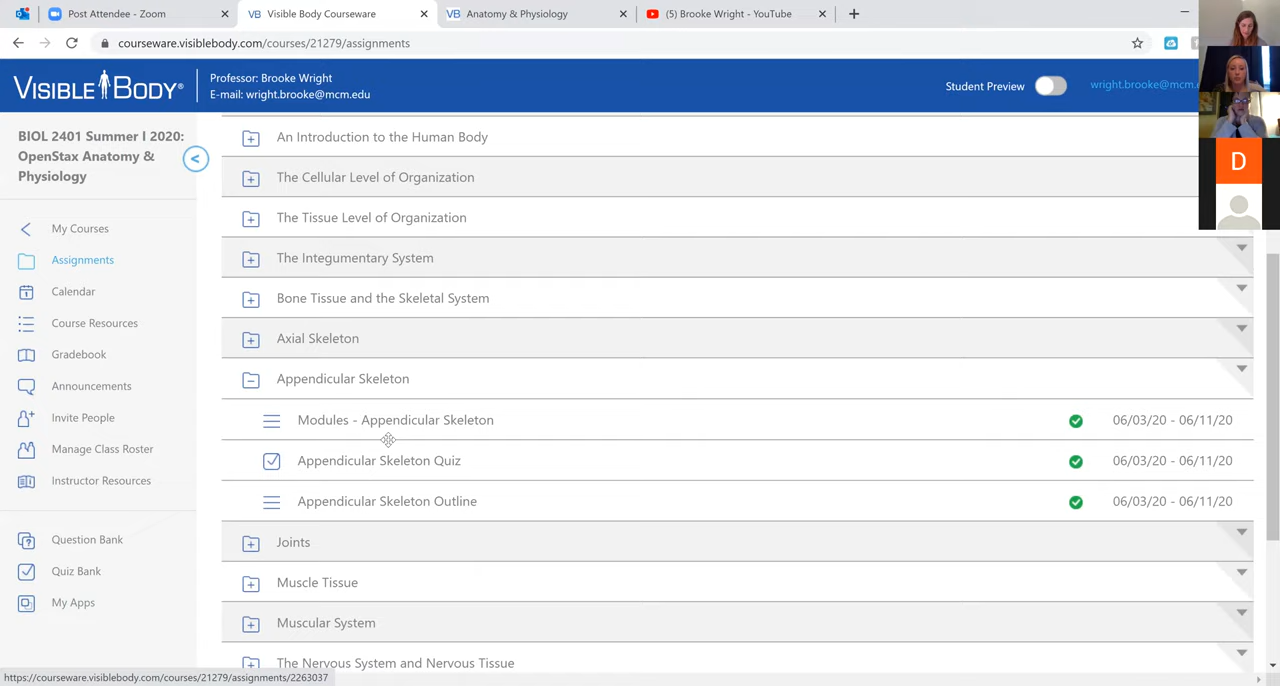 Post Attendee - Zoom
VB Visible Body Courseware
VB Anatomy & Physiology
(5) Brooke Wright - YouTube
courseware.visiblebody.com/courses/21279/assignments
VISIBLE BODY®
Professor: Brooke Wright
E-mail: wright.brooke@mcm.edu
Student Preview
wright.brooke@mcm.
BIOL 2401 Summer I 2020:
OpenStax Anatomy &
Physiology
<
My Courses
Assignments
Calendar
Course Resources
Gradebook
Announcements
Invite People
Manage Class Roster
Instructor Resources
Question Bank
Quiz Bank
My Apps
An Introduction to the Human Body
The Cellular Level of Organization
The Tissue Level of Organization
The Integumentary System
Bone Tissue and the Skeletal System
Axial Skeleton
Appendicular Skeleton
Modules - Appendicular Skeleton 06/03/20 - 06/11/20
Appendicular Skeleton Quiz 06/03/20 - 06/11/20
Appendicular Skeleton Outline 06/03/20 - 06/11/20
Joints
Muscle Tissue
Muscular System
The Nervous System and Nervous Tissue
D
https://courseware.visiblebody.com/courses/21279/assignments/2263037